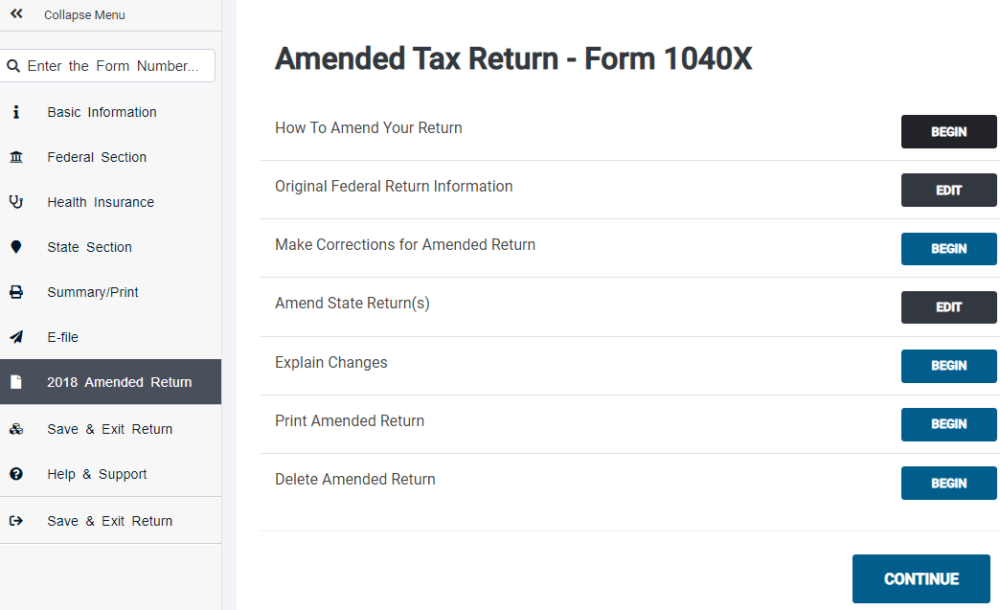 Collapse Menu
Enter the Form Number...
Basic Information
Federal Section
Health Insurance
State Section
Summary/Print
E-file
2018 Amended Return
Save & Exit Return
Help & Support
Save & Exit Return
Amended Tax Return - Form 1040X
How To Amend Your Return BEGIN
Original Federal Return Information EDIT
Make Corrections for Amended Return BEGIN
Amend State Return(s) EDIT
Explain Changes BEGIN
Print Amended Return BEGIN
Delete Amended Return BEGIN
CONTINUE